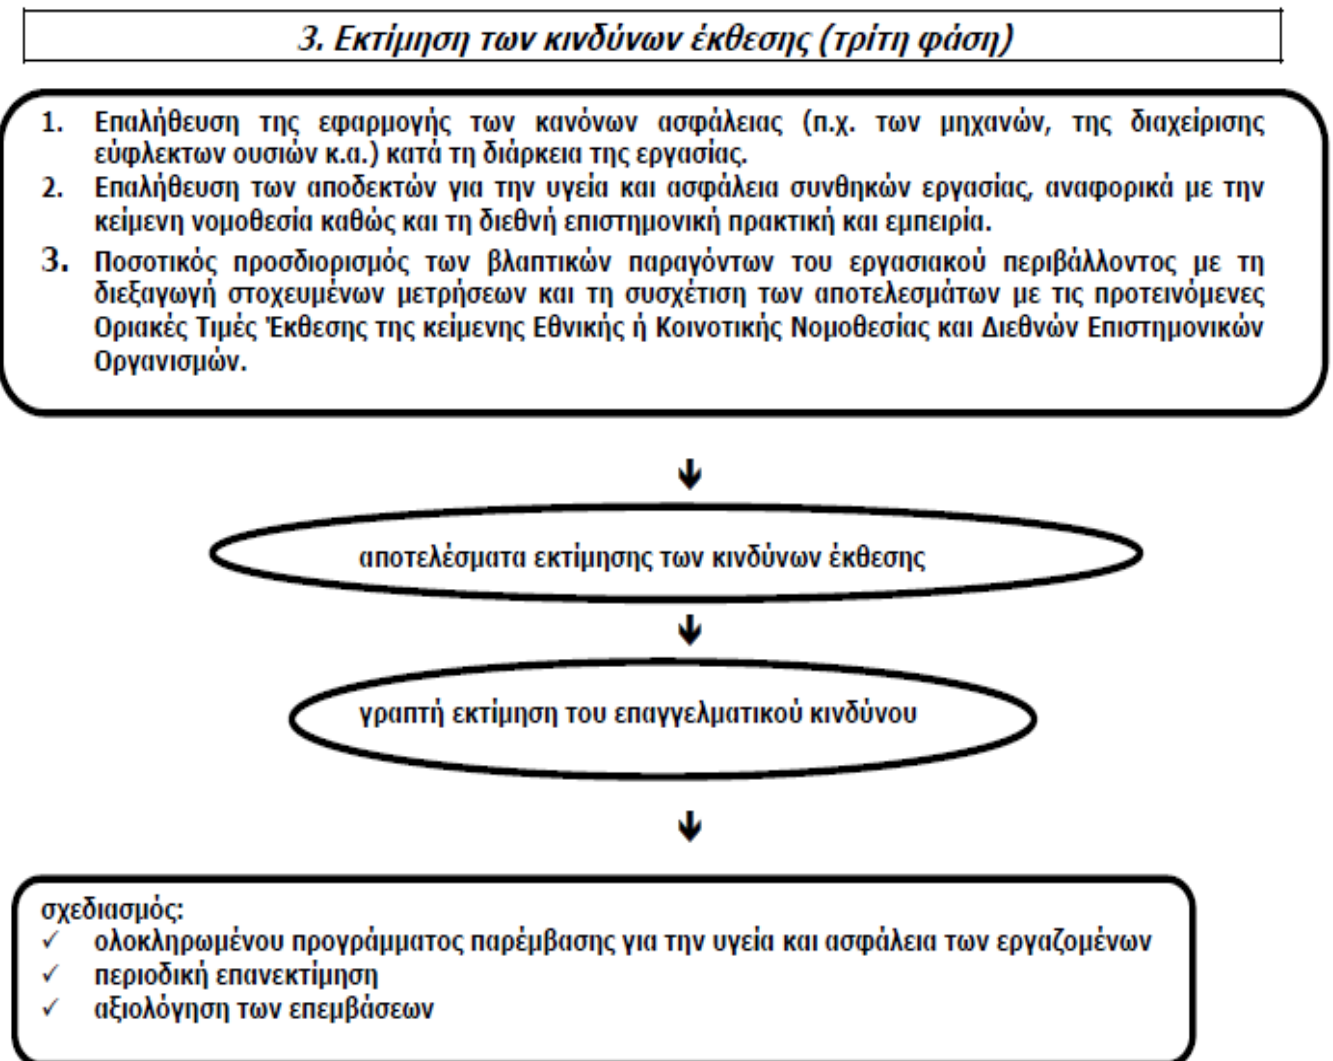 3. Εκτίμηση των κινδύνων έκθεσης (τρίτη φάση)
1. Επαλήθευση της εφαρμογής των κανόνων ασφάλειας (π.χ. των μηχανών, της διαχείρισης
εύφλεκτων ουσιών κ.α.) κατά τη διάρκεια της εργασίας.
2. Επαλήθευση των αποδεκτών για την υγεία και ασφάλεια συνθηκών εργασίας, αναφορικά με την
κείμενη νομοθεσία καθώς και τη διεθνή επιστημονική πρακτική και εμπειρία.
3. Ποσοτικός προσδιορισμός των βλαπτικών παραγόντων του εργασιακού περιβάλλοντος με τη
διεξαγωγή στοχευμένων μετρήσεων και τη συσχέτιση των αποτελεσμάτων με τις προτεινόμενες
Οριακές Τιμές Έκθεσης της κείμενης Εθνικής ή Κοινοτικής Νομοθεσίας και Διεθνών Επιστημονικών
Οργανισμών.
αποτελέσματα εκτίμησης των κινδύνων έκθεσης
γραπτή εκτίμηση του επαγγελματικού κινδύνου
σχεδιασμός:
✓ ολοκληρωμένου προγράμματος παρέμβασης για την υγεία και ασφάλεια των εργαζομένων
✓ περιοδική επανεκτίμηση
✓ αξιολόγηση των επεμβάσεων